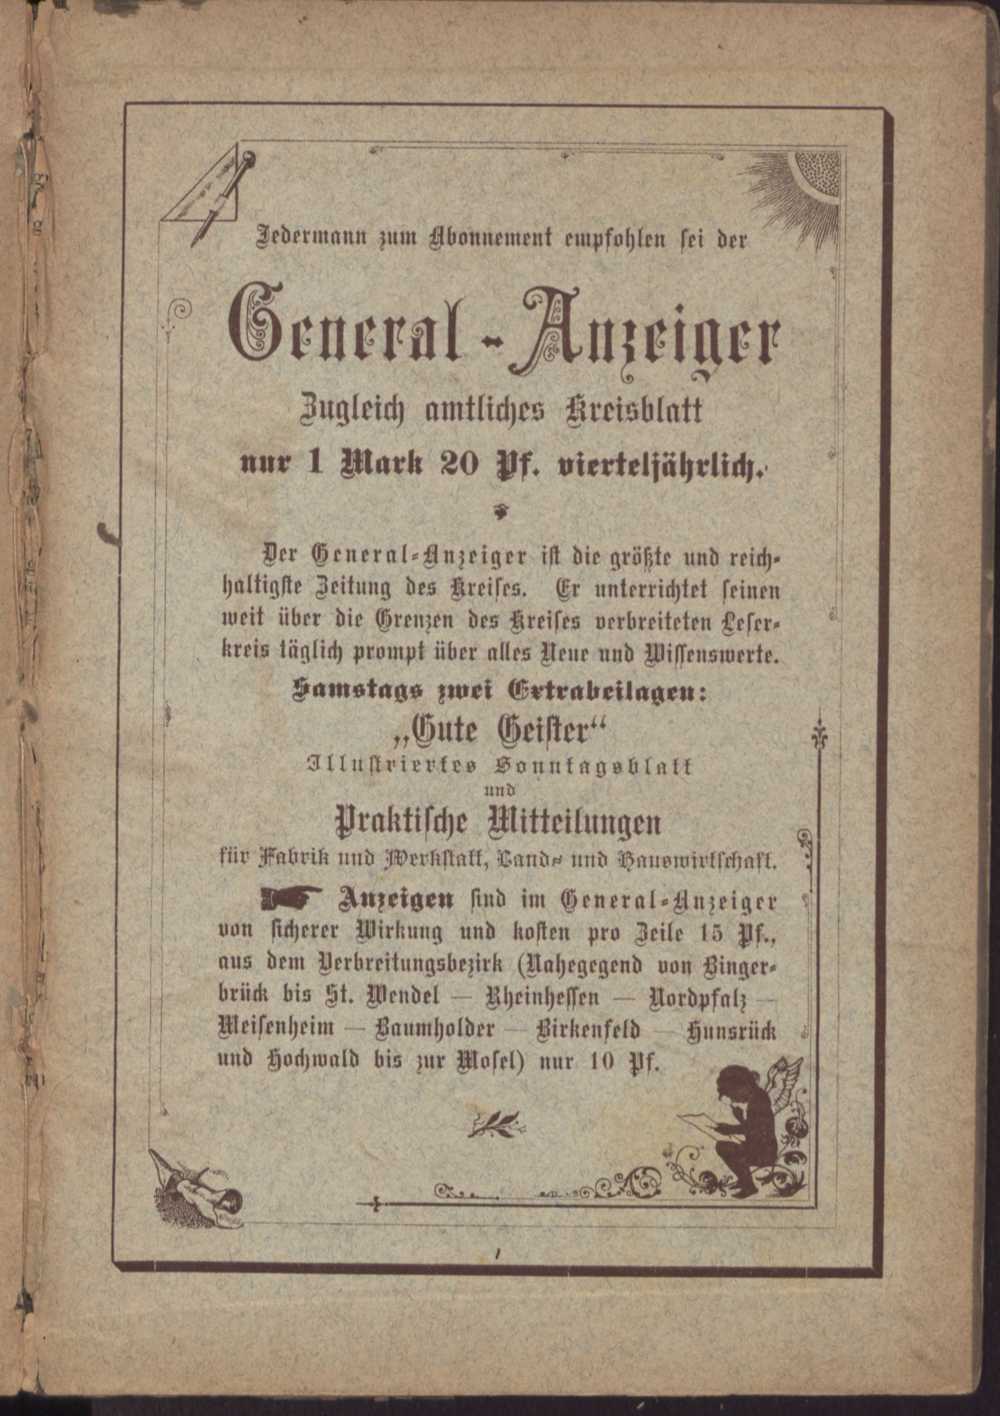 Jedermann zum Abonnement empfohlen sei der
General-Anzeiger
Zugleich amtliches Kreisblatt
nur 1 Mark 20 Pf. vierteljährlich.
Der General-Anzeiger ist die größte und reich-
haltigste Zeitung des Kreises. Er unterrichtet seinen
weit über die Grenzen des Kreises verbreiteten Leser-
kreis täglich prompt über alles Neue und Wissenswerte.
Samstags zwei Extrabeilagen:
„Gute Geister“
Illustriertes Sonntagsblatt
und
Praktische Mitteilungen
für Fabrik und Werkstatt, Land- und Hauswirtschaft.
Anzeigen sind im General-Anzeiger
von sicherer Wirkung und kosten pro Zeile 15 Pf.,
aus dem Verbreitungsbezirk (Nahegegend von Binger-
brück bis St. Wendel — Rheinhessen — Nordpfalz —
Meisenheim — Baumholder — Birkenfeld — Hunsrück
und Hochwald bis zur Mosel) nur 10 Pf.